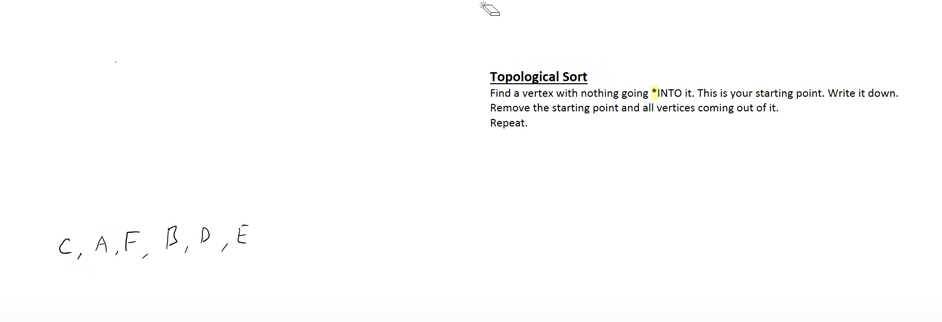 Topological Sort
Find a vertex with nothing going *INTO it. This is your starting point. Write it down.
Remove the starting point and all vertices coming out of it.
Repeat.
C, A, F, B, D, E